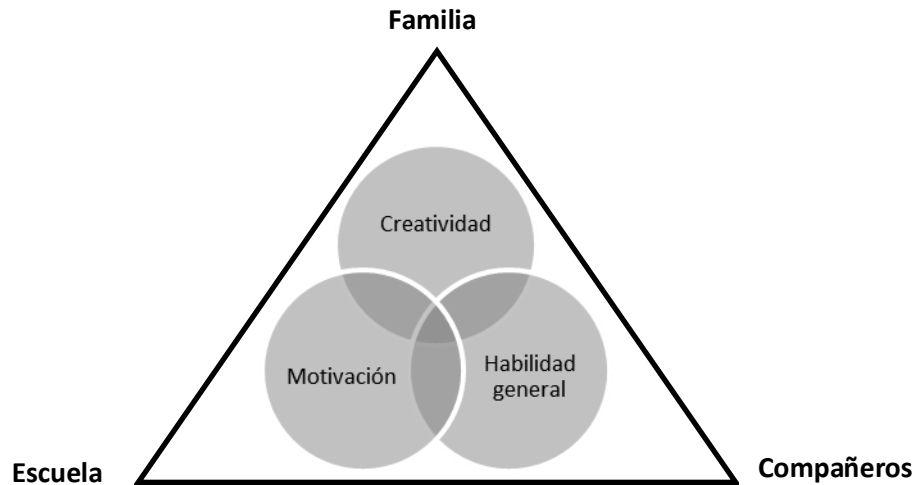 Familia
Creatividad
Motivación
Habilidad
general
Escuela
Compañeros